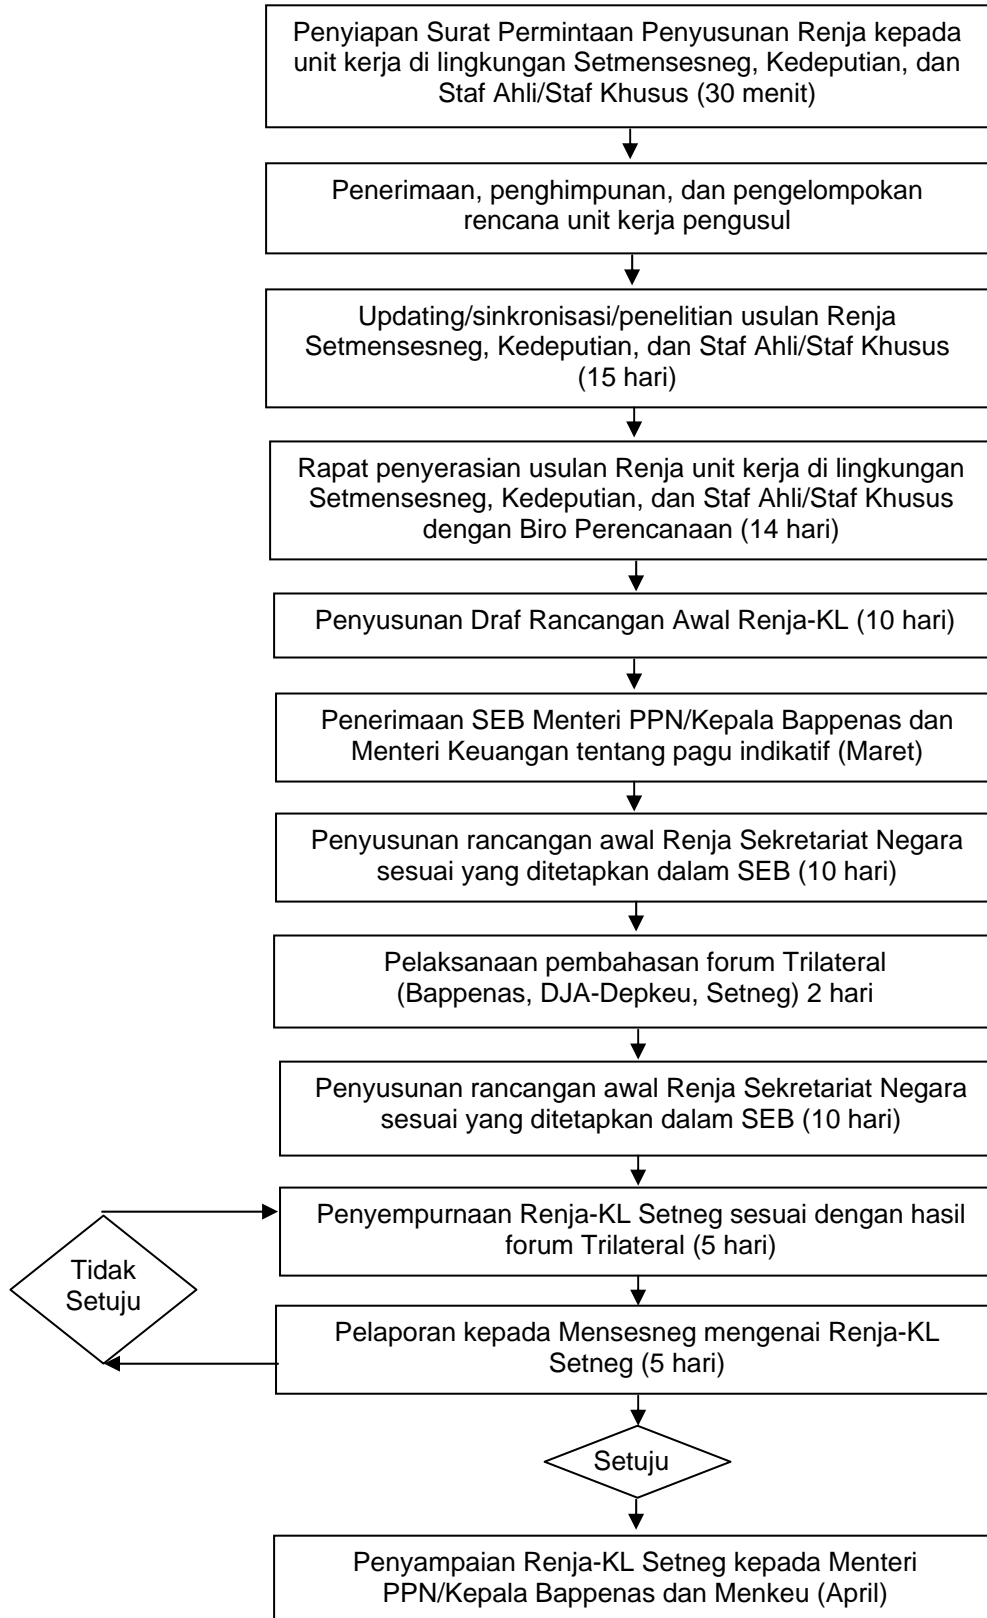 Penyiapan Surat Permintaan Penyusunan Renja kepada
unit kerja di lingkungan Setmensesneg, Kedeputian, dan
Staf Ahli/Staf Khusus (30 menit)
Penerimaan, penghimpunan, dan pengelompokan
rencana unit kerja pengusul
Updating/sinkronisasi/penelitian usulan Renja
Setmensesneg, Kedeputian, dan Staf Ahli/Staf Khusus
(15 hari)
Rapat penyerasian usulan Renja unit kerja di lingkungan
Setmensesneg, Kedeputian, dan Staf Ahli/Staf Khusus
dengan Biro Perencanaan (14 hari)
Penyusunan Draf Rancangan Awal Renja-KL (10 hari)
Penerimaan SEB Menteri PPN/Kepala Bappenas dan
Menteri Keuangan tentang pagu indikatif (Maret)
Penyusunan rancangan awal Renja Sekretariat Negara
sesuai yang ditetapkan dalam SEB (10 hari)
Pelaksanaan pembahasan forum Trilateral
(Bappenas, DJA-Depkeu, Setneg) 2 hari
Penyusunan rancangan awal Renja Sekretariat Negara
sesuai yang ditetapkan dalam SEB (10 hari)
Penyempurnaan Renja-KL Setneg sesuai dengan hasil
forum Trilateral (5 hari)
Tidak
Setuju
Pelaporan kepada Mensesneg mengenai Renja-KL
Setneg (5 hari)
Setuju
Penyampaian Renja-KL Setneg kepada Menteri
PPN/Kepala Bappenas dan Menkeu (April)